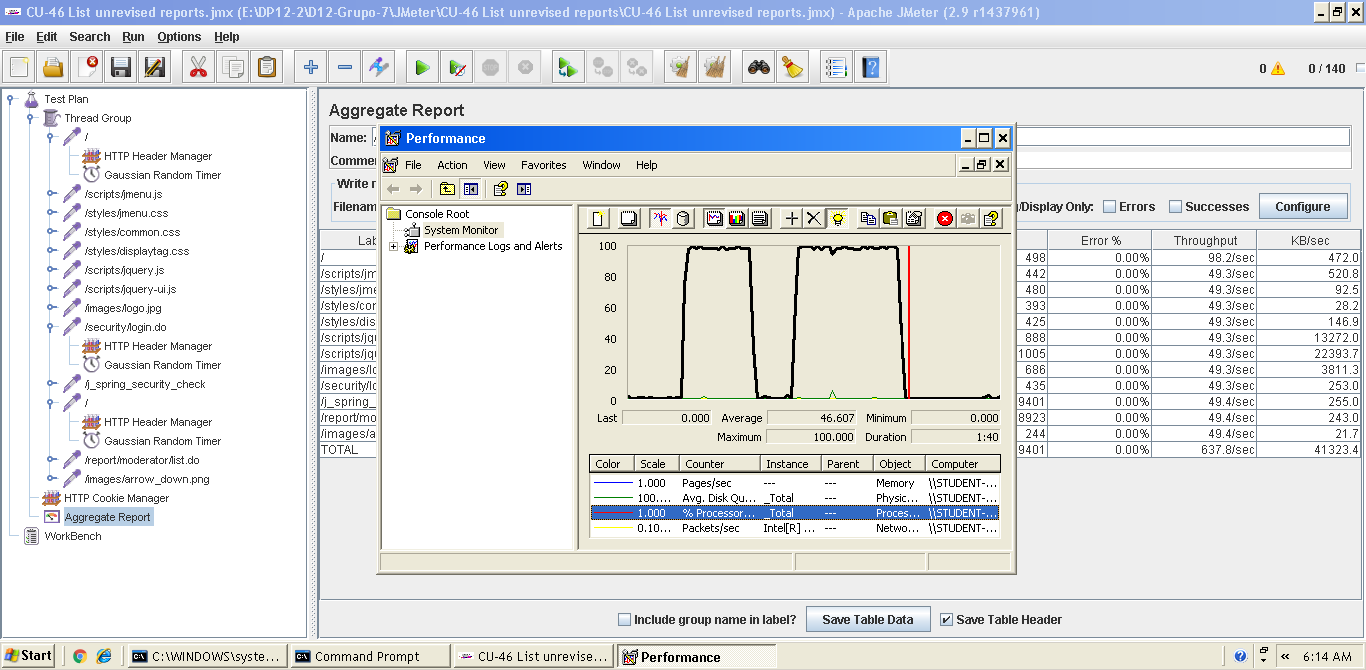 CU-46 List unrevised reports.jmx (E:\DP12-2\D12-Grupo-7\JMeter\CU-46 List unrevised reports\CU-46 List unrevised reports.jmx) - Apache JMeter (2.9 r1437961)
File Edit Search Run Options Help
0 0 / 140
Test Plan
Thread Group
/
HTTP Header Manager
Gaussian Random Timer
/scripts/jmenu.js
/styles/jmenu.css
/styles/common.css
/styles/displaytag.css
/scripts/jquery.js
/scripts/jquery-ui.js
/images/logo.jpg
/security/login.do
HTTP Header Manager
Gaussian Random Timer
/j_spring_security_check
/
HTTP Header Manager
Gaussian Random Timer
/report/moderator/list.do
/images/arrow_down.png
HTTP Cookie Manager
Aggregate Report
WorkBench
Aggregate Report
Name:
Commen
Write r
Filenam
g/Display Only: Errors Successes Configure
Lab Error % Throughput KB/sec
/ 498 0.00% 98.2/sec 472.0
/scripts/jm 442 0.00% 49.3/sec 520.8
/styles/jme 480 0.00% 49.3/sec 92.5
/styles/cor 393 0.00% 49.3/sec 28.2
/styles/dis 425 0.00% 49.3/sec 146.9
/scripts/jqu 888 0.00% 49.3/sec 13272.0
/scripts/jqu 1005 0.00% 49.3/sec 22393.7
/images/lo 686 0.00% 49.3/sec 3811.3
/security/lo 435 0.00% 49.3/sec 253.0
/j_spring_ 9401 0.00% 49.4/sec 255.0
/report/mo 8923 0.00% 49.4/sec 243.0
/images/a 244 0.00% 49.4/sec 21.7
TOTAL 9401 0.00% 637.8/sec 41323.4
Performance
File Action View Favorites Window Help
Console Root
System Monitor
Performance Logs and Alerts
100
80
60
40
20
0
Last 0.000 Average 46.607 Minimum 0.000
Maximum 100.000 Duration 1:40
Color Scale Counter Instance Parent Object Computer
1.000 Pages/sec --- --- Memory \\STUDENT-...
100.... Avg. Disk Qu... _Total --- Physic... \\STUDENT-...
1.000 % Processor... _Total --- Proces... \\STUDENT-...
0.10... Packets/sec Intel[R] ... --- Netwo... \\STUDENT-...
Include group name in label? Save Table Data Save Table Header
Start C:\WINDOWS\syste... Command Prompt CU-46 List unrevise... Performance 6:14 AM